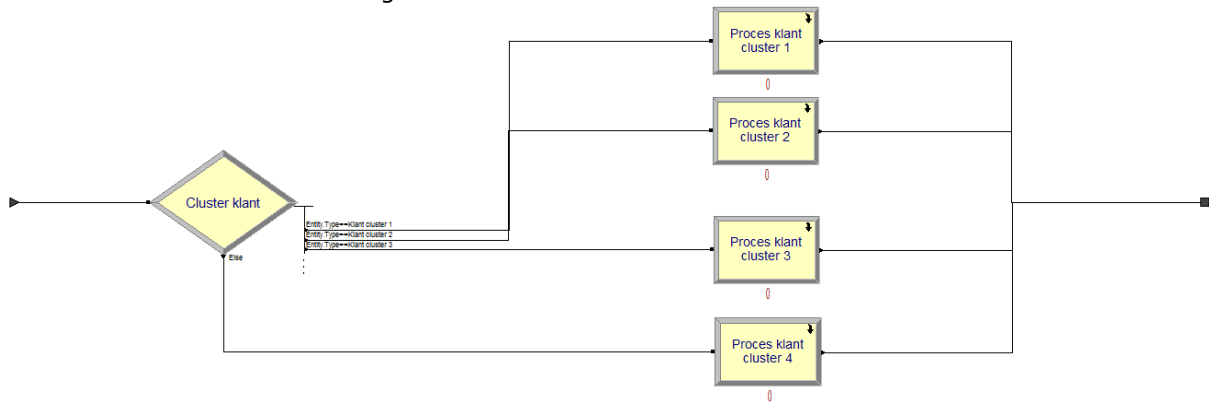 Proces klant
cluster 1
0
Proces klant
cluster 2
0
Cluster klant
Entity.Type==Klant cluster 1
Entity.Type==Klant cluster 2
Entity.Type==Klant cluster 3
Else
Proces klant
cluster 3
0
Proces klant
cluster 4
0